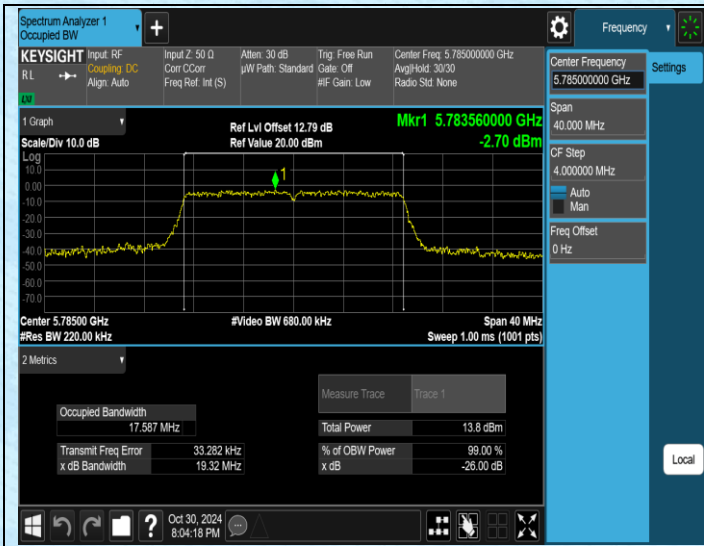 Spectrum Analyzer 1
Occupied BW
+
Frequency
KEYSIGHT
RL
LXI
Input: RF
Coupling: DC
Align: Auto
Input Z: 50 Ω
Corr CCorr
Freq Ref: Int (S)
Atten: 30 dB
µW Path: Standard
Trig: Free Run
Gate: Off
#IF Gain: Low
Center Freq: 5.785000000 GHz
Avg|Hold: 30/30
Radio Std: None
Center Frequency
5.785000000 GHz
Settings
Span
40.000 MHz
CF Step
4.000000 MHz
Auto
Man
Freq Offset
0 Hz
Local
1 Graph
Scale/Div 10.0 dB
Ref Lvl Offset 12.79 dB
Ref Value 20.00 dBm
Mkr1 5.783560000 GHz
-2.70 dBm
Log
10.0
0.00
-10.0
-20.0
-30.0
-40.0
-50.0
-60.0
-70.0
1
Center 5.78500 GHz
#Res BW 220.00 kHz
#Video BW 680.00 kHz
Span 40 MHz
Sweep 1.00 ms (1001 pts)
2 Metrics
Measure Trace
Trace 1
Occupied Bandwidth
17.587 MHz
Total Power
13.8 dBm
Transmit Freq Error
33.282 kHz
% of OBW Power
99.00 %
x dB Bandwidth
19.32 MHz
x dB
-26.00 dB
?
Oct 30, 2024
8:04:18 PM